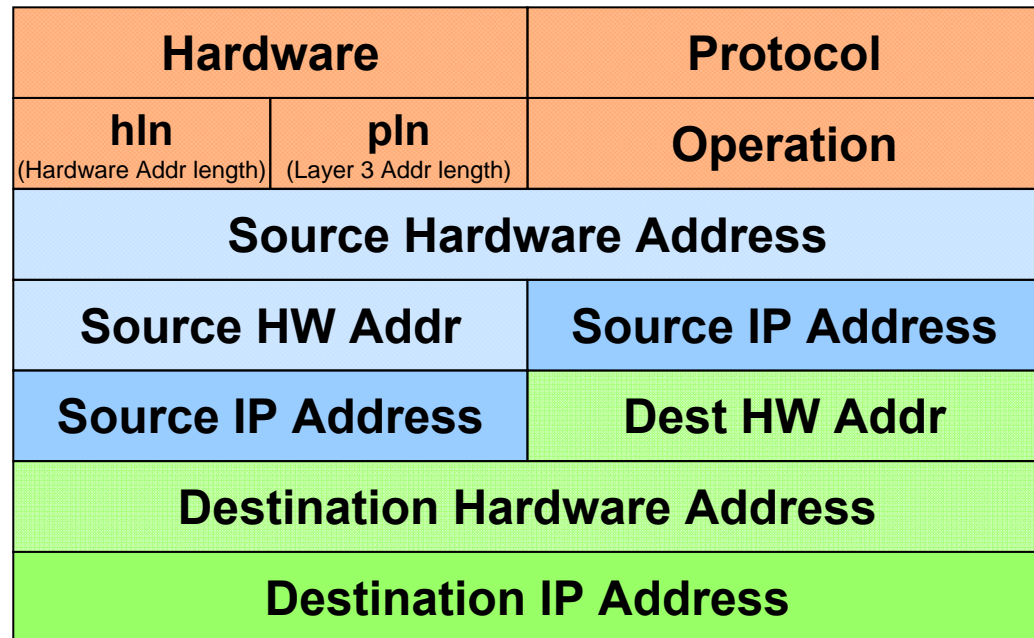 Hardware
Protocol
hln
(Hardware Addr length)
pln
(Layer 3 Addr length)
Operation
Source Hardware Address
Source HW Addr
Source IP Address
Source IP Address
Dest HW Addr
Destination Hardware Address
Destination IP Address